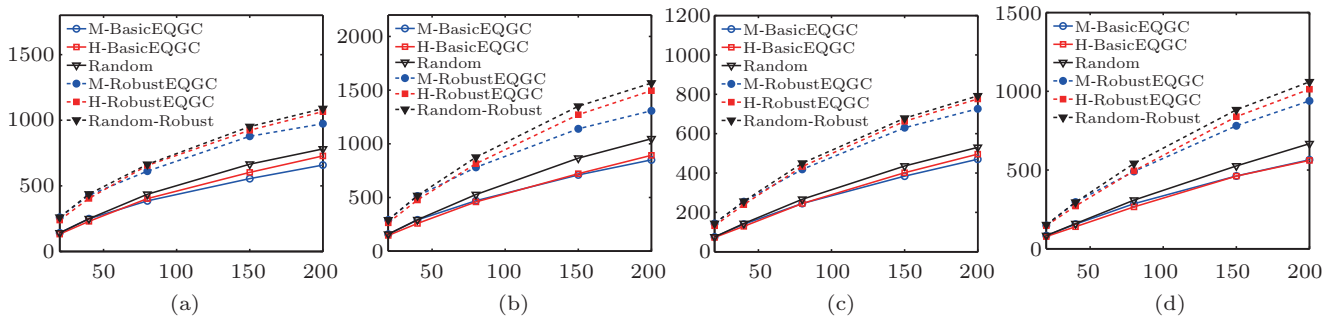 1500
1000
500
0
M-BasicEQGC
H-BasicEQGC
Random
M-RobustEQGC
H-RobustEQGC
Random-Robust
50 100 150 200
(a)
2000
1500
1000
500
0
M-BasicEQGC
H-BasicEQGC
Random
M-RobustEQGC
H-RobustEQGC
Random-Robust
50 100 150 200
(b)
1200
1000
800
600
400
200
0
M-BasicEQGC
H-BasicEQGC
Random
M-RobustEQGC
H-RobustEQGC
Random-Robust
50 100 150 200
(c)
1500
1000
500
0
M-BasicEQGC
H-BasicEQGC
Random
M-RobustEQGC
H-RobustEQGC
Random-Robust
50 100 150 200
(d)